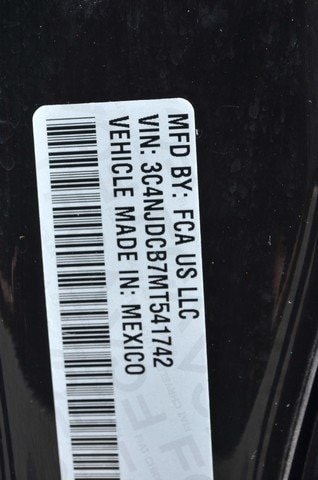 MFD BY: FCA US LLC
VIN: 3C4NJDCB7MT541742
VEHICLE MADE IN: MEXICO